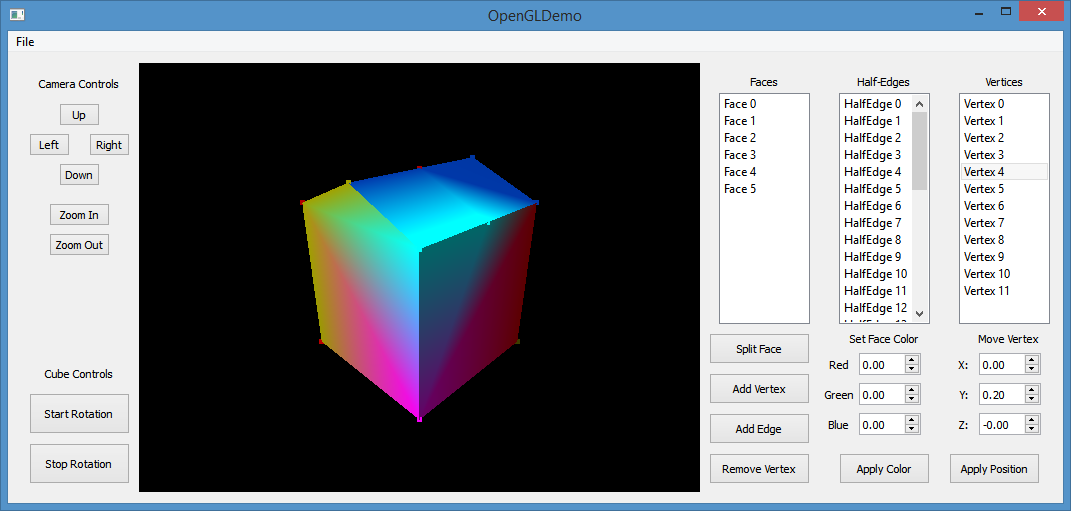 OpenGLDemo
File
Camera Controls
Up
Left Right
Down
Zoom In
Zoom Out
Cube Controls
Start Rotation
Stop Rotation
Faces
Face 0
Face 1
Face 2
Face 3
Face 4
Face 5
Half-Edges
HalfEdge 0
HalfEdge 1
HalfEdge 2
HalfEdge 3
HalfEdge 4
HalfEdge 5
HalfEdge 6
HalfEdge 7
HalfEdge 8
HalfEdge 9
HalfEdge 10
HalfEdge 11
HalfEdge 12
Vertices
Vertex 0
Vertex 1
Vertex 2
Vertex 3
Vertex 4
Vertex 5
Vertex 6
Vertex 7
Vertex 8
Vertex 9
Vertex 10
Vertex 11
Split Face
Add Vertex
Add Edge
Remove Vertex
Set Face Color
Red 0.00
Green 0.00
Blue 0.00
Apply Color
Move Vertex
X: 0.00
Y: 0.20
Z: -0.00
Apply Position